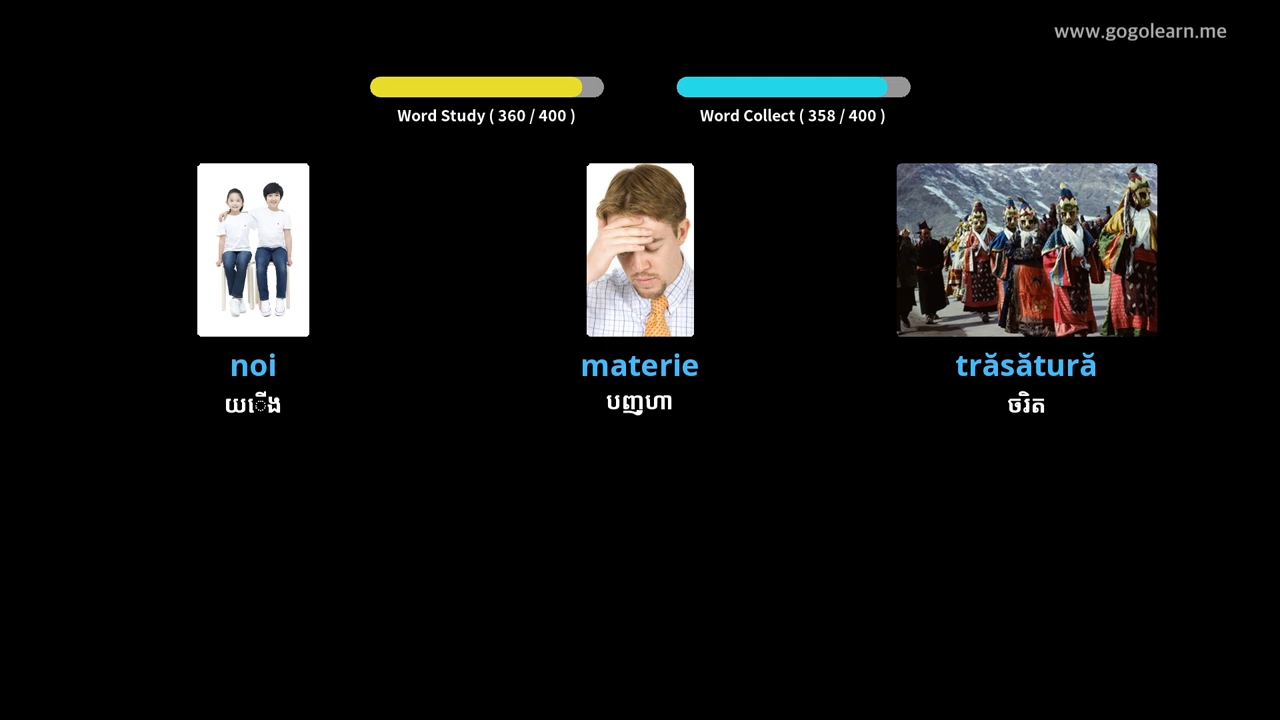 www.gogolearn.me
Word Study ( 360 / 400 )
Word Collect ( 358 / 400 )
noi
យើង
materie
បញ្ហា
trăsătură
ចរិត